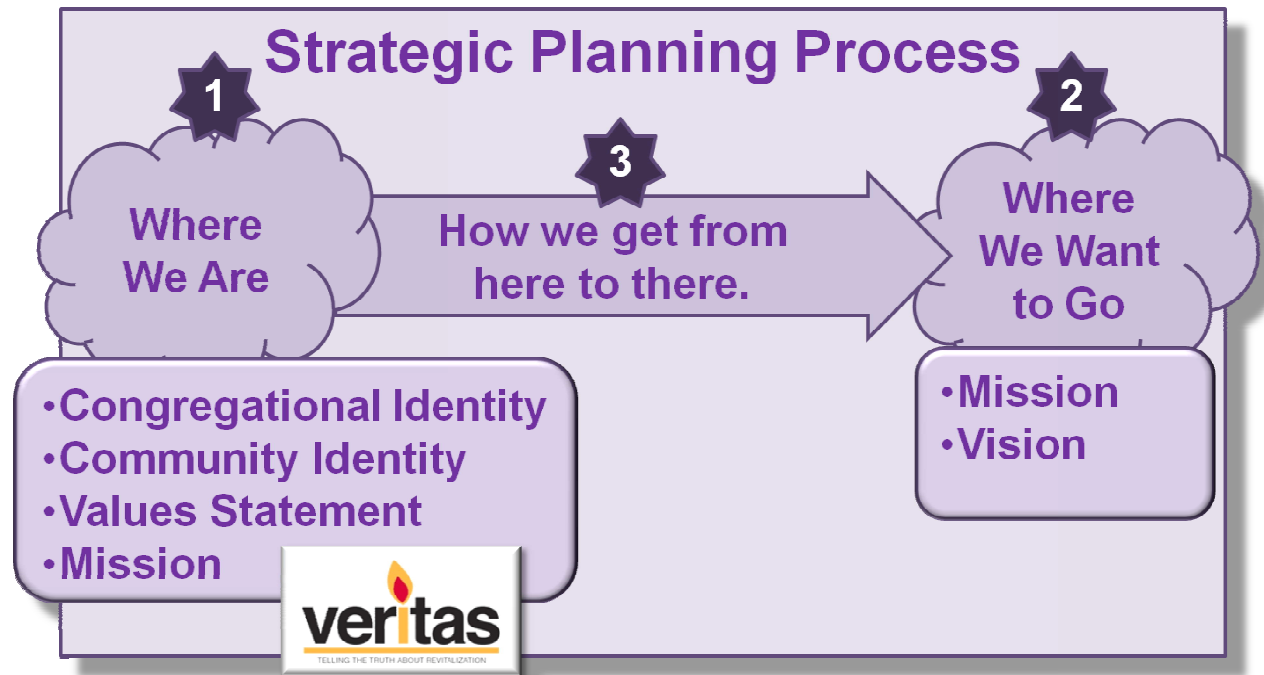 Strategic Planning Process
1
2
3
Where
We Are
How we get from
here to there.
Where
We Want
to Go
•Congregational Identity
•Community Identity
•Values Statement
•Mission
•Mission
•Vision
veritas
TELLING THE TRUTH ABOUT REVITALIZATION